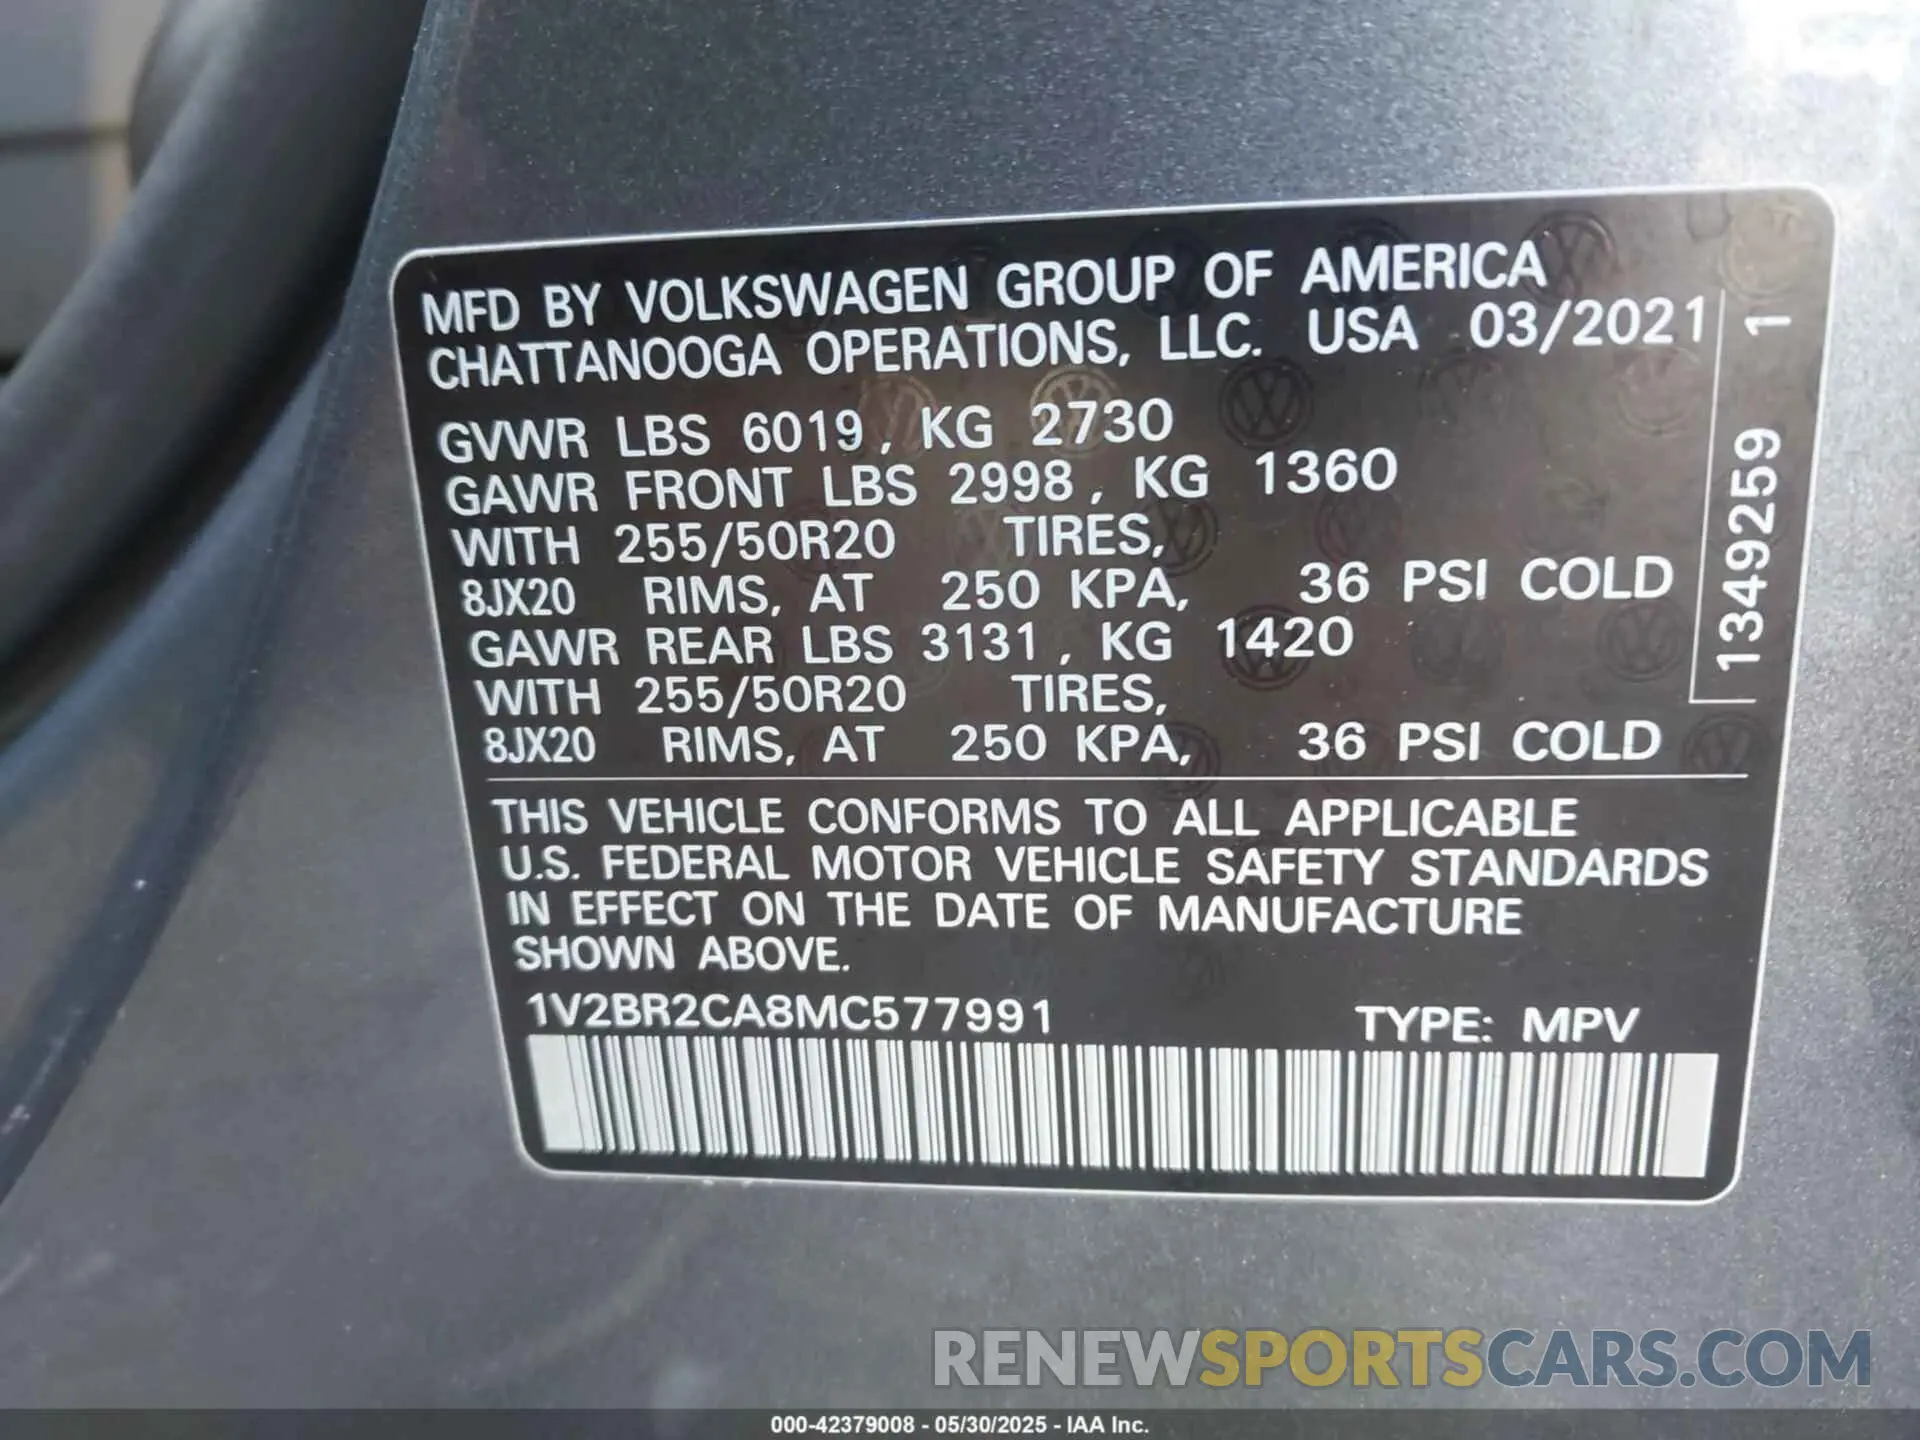 MFD BY VOLKSWAGEN GROUP OF AMERICA
CHATTANOOGA OPERATIONS, LLC. USA 03/2021
GVWR LBS 6019, KG 2730
GAWR FRONT LBS 2998, KG 1360
WITH 255/50R20 TIRES,
8JX20 RIMS, AT 250 KPA, 36 PSI COLD
GAWR REAR LBS 3131, KG 1420
WITH 255/50R20 TIRES,
8JX20 RIMS, AT 250 KPA, 36 PSI COLD
1349259 1
THIS VEHICLE CONFORMS TO ALL APPLICABLE
U.S. FEDERAL MOTOR VEHICLE SAFETY STANDARDS
IN EFFECT ON THE DATE OF MANUFACTURE
SHOWN ABOVE.
1V2BR2CA8MC577991 TYPE: MPV
RENEWSPORTSCARS.COM
000-42379008 - 05/30/2025 - IAA Inc.